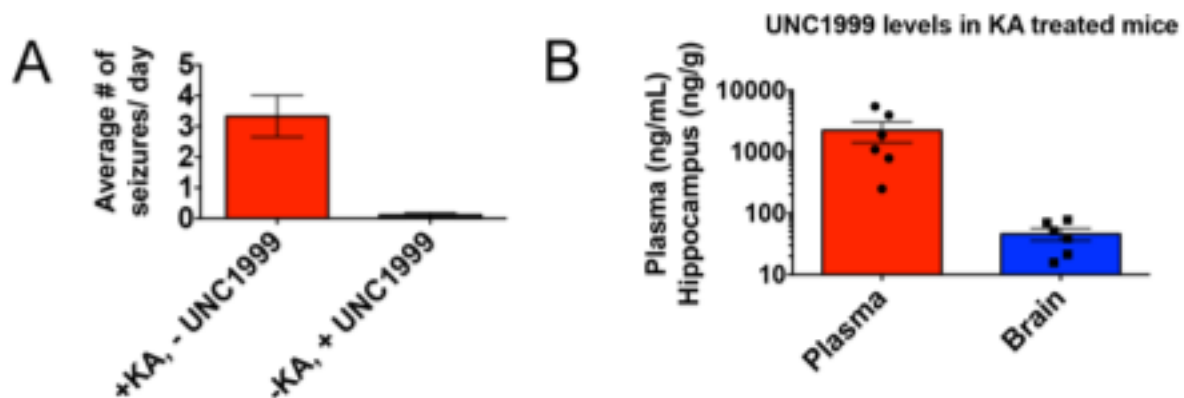 A
Average # of
seizures/ day
5
4
3
2
1
0
+KA, - UNC1999
-KA, + UNC1999
B
UNC1999 levels in KA treated mice
Plasma (ng/mL)
Hippocampus (ng/g)
10000
1000
100
10
Plasma
Brain